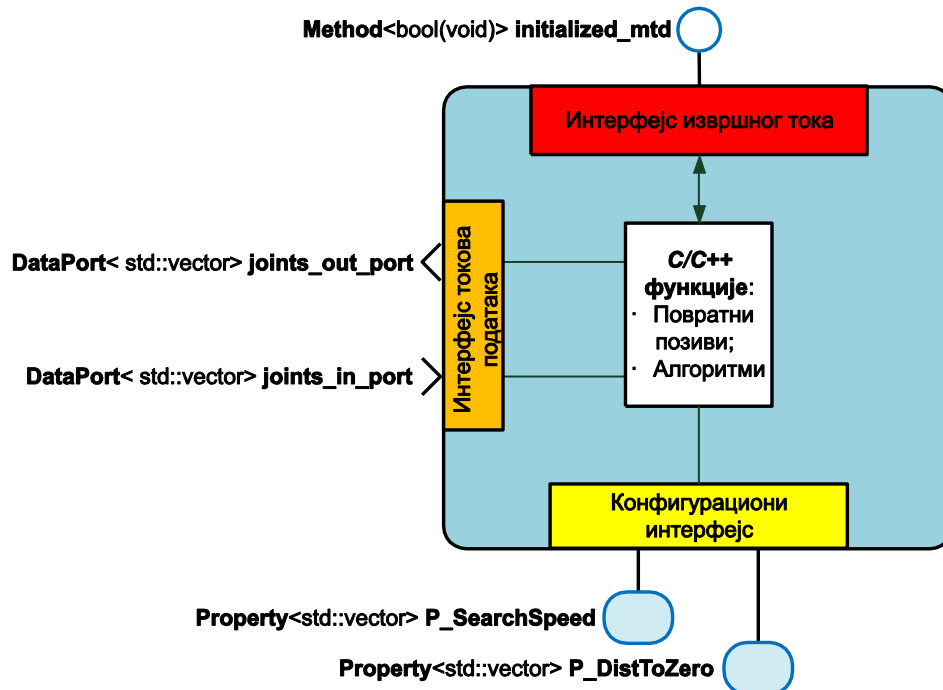 Method<bool(void)> initialized_mtd
Интерфејс извршног тока
DataPort< std::vector> joints_out_port
DataPort< std::vector> joints_in_port
Интерфејс токова
података
C/C++
функције:
· Повратни
позиви;
· Алгоритми
Конфигурациони
интерфејс
Property<std::vector> P_SearchSpeed
Property<std::vector> P_DistToZero